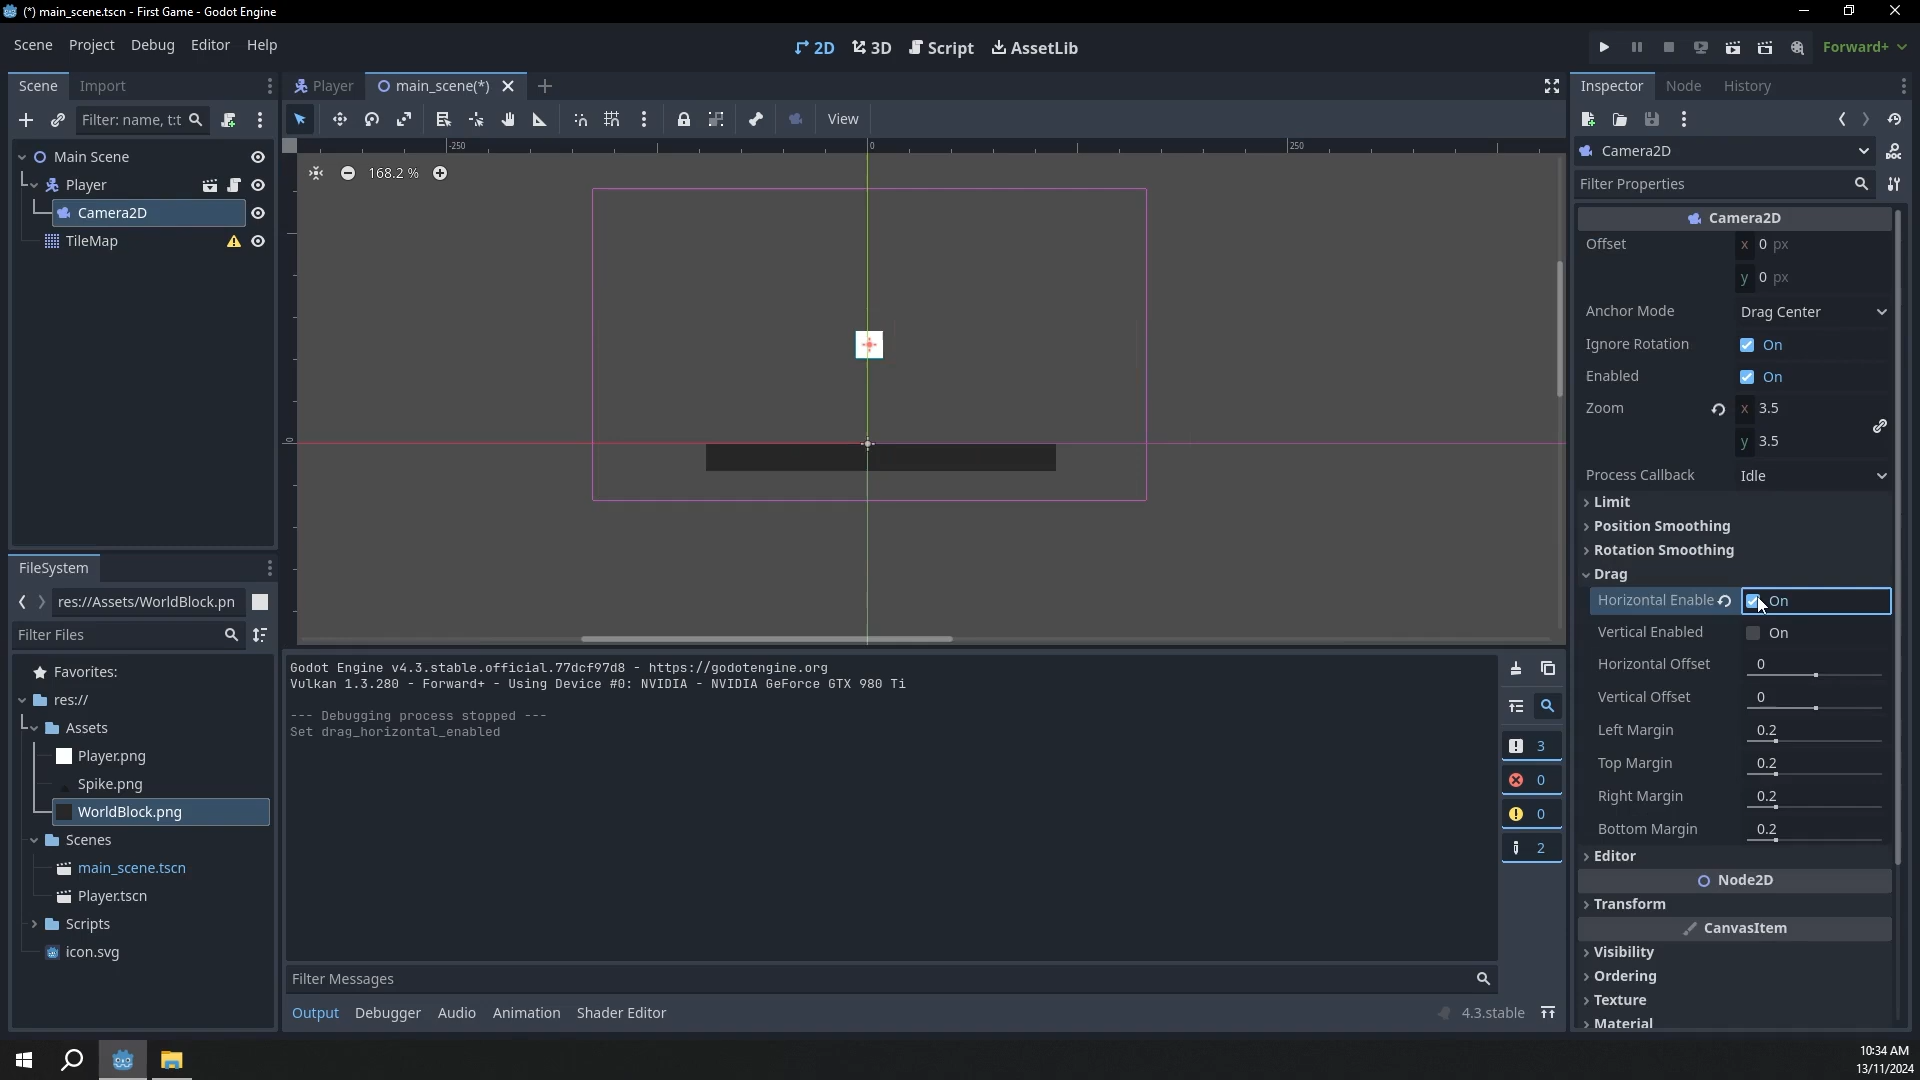 (*) main_scene.tscn - First Game - Godot Engine
Scene Project Debug Editor Help
2D 3D Script AssetLib
Forward+
Scene Import
Filter: name, t:t
Main Scene
Player
Camera2D
TileMap
FileSystem
res://Assets/WorldBlock.pn
Filter Files
Favorites:
res://
Assets
Player.png
Spike.png
WorldBlock.png
Scenes
main_scene.tscn
Player.tscn
Scripts
icon.svg
Player main_scene(*)
View
-250 0 250
168.2 %
0
Godot Engine v4.3.stable.official.77dcf97d8 - https://godotengine.org
Vulkan 1.3.280 - Forward+ - Using Device #0: NVIDIA - NVIDIA GeForce GTX 980 Ti
--- Debugging process stopped ---
Set drag_horizontal_enabled
3
0
0
2
Filter Messages
Output Debugger Audio Animation Shader Editor
4.3.stable
Inspector Node History
Camera2D
Filter Properties
Camera2D
Offset x 0 px
y 0 px
Anchor Mode Drag Center
Ignore Rotation On
Enabled On
Zoom x 3.5
y 3.5
Process Callback Idle
Limit
Position Smoothing
Rotation Smoothing
Drag
Horizontal Enable On
Vertical Enabled On
Horizontal Offset 0
Vertical Offset 0
Left Margin 0.2
Top Margin 0.2
Right Margin 0.2
Bottom Margin 0.2
Editor
Node2D
Transform
CanvasItem
Visibility
Ordering
Texture
Material
10:34 AM
13/11/2024